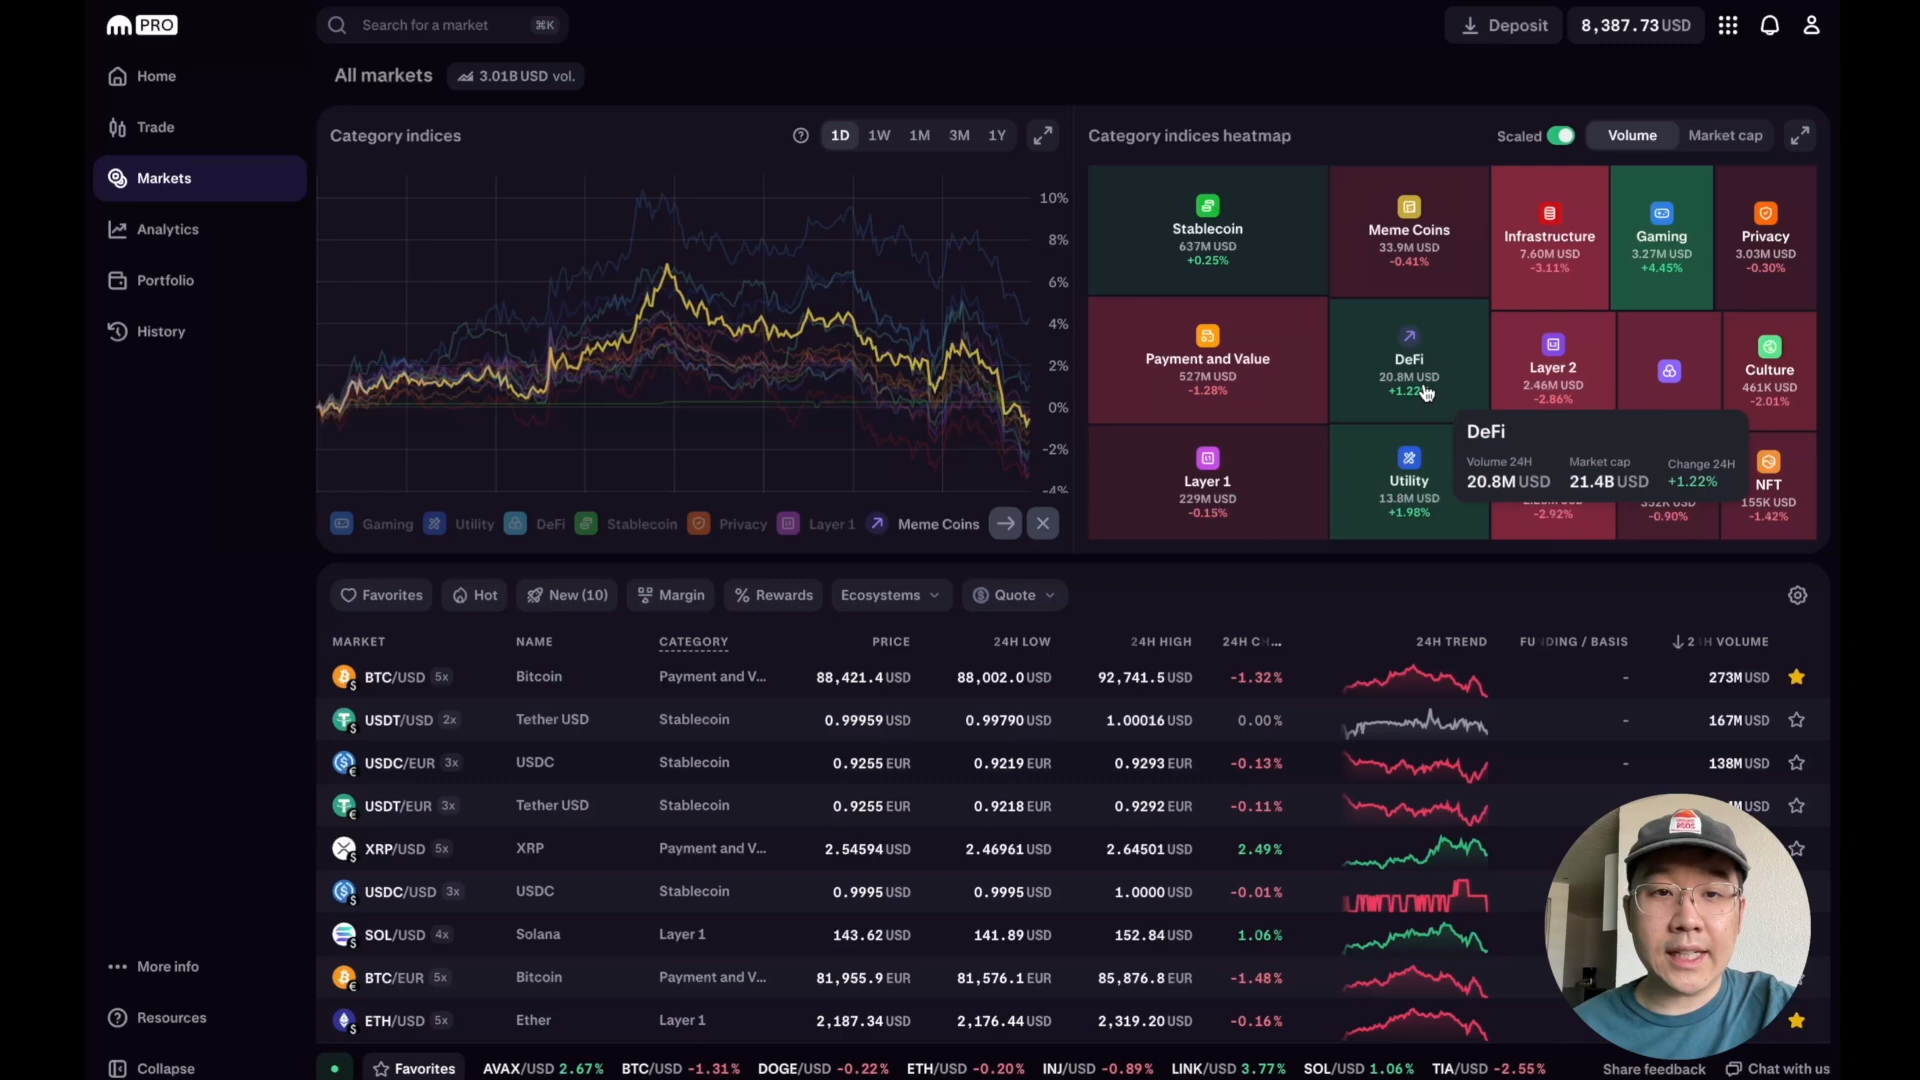 PRO
Search for a market
⌘K
Deposit
8,387.73 USD
Home
Trade
Markets
Analytics
Portfolio
History
All markets
3.01B USD vol.
Category indices
1D 1W 1M 3M 1Y
10%
8%
6%
4%
2%
0%
-2%
-4%
Gaming Utility DeFi Stablecoin Privacy Layer 1 Meme Coins
Category indices heatmap
Scaled
Volume Market cap
Stablecoin
637M USD
+0.25%
Meme Coins
33.9M USD
-0.41%
Infrastructure
7.60M USD
-3.11%
Gaming
3.27M USD
+4.45%
Privacy
3.03M USD
-0.30%
Payment and Value
527M USD
-1.28%
DeFi
20.8M USD
Layer 2
2.46M USD
-2.86%
Culture
461K USD
-2.01%
Layer 1
229M USD
-0.15%
Utility
13.8M USD
+1.98%
DeFi
Volume 24H Market cap Change 24H
20.8M USD 21.4B USD +1.22%
-2.92%
-0.90%
NFT
155K USD
-1.42%
Favorites Hot New (10) Margin Rewards Ecosystems Quote
MARKET NAME CATEGORY PRICE 24H LOW 24H HIGH 24H C... 24H TREND FUNDING / BASIS 24H VOLUME
BTC/USD 5x Bitcoin Payment and V... 88,421.4 USD 88,002.0 USD 92,741.5 USD -1.32% - 273M USD
USDT/USD 2x Tether USD Stablecoin 0.99959 USD 0.99790 USD 1.00016 USD 0.00% - 167M USD
USDC/EUR 3x USDC Stablecoin 0.9255 EUR 0.9219 EUR 0.9293 EUR -0.13% - 138M USD
USDT/EUR 3x Tether USD Stablecoin 0.9255 EUR 0.9218 EUR 0.9292 EUR -0.11% USD
XRP/USD 5x XRP Payment and V... 2.54594 USD 2.46961 USD 2.64501 USD 2.49%
USDC/USD 3x USDC Stablecoin 0.9995 USD 0.9995 USD 1.0000 USD -0.01%
SOL/USD 4x Solana Layer 1 143.62 USD 141.89 USD 152.84 USD 1.06%
BTC/EUR 5x Bitcoin Payment and V... 81,955.9 EUR 81,576.1 EUR 85,876.8 EUR -1.48%
ETH/USD 5x Ether Layer 1 2,187.34 USD 2,176.44 USD 2,319.20 USD -0.16%
More info
Resources
Collapse
Favorites AVAX/USD 2.67% BTC/USD -1.31% DOGE/USD -0.22% ETH/USD -0.20% INJ/USD -0.89% LINK/USD 3.77% SOL/USD 1.06% TIA/USD -2.55% Share feedback Chat with us